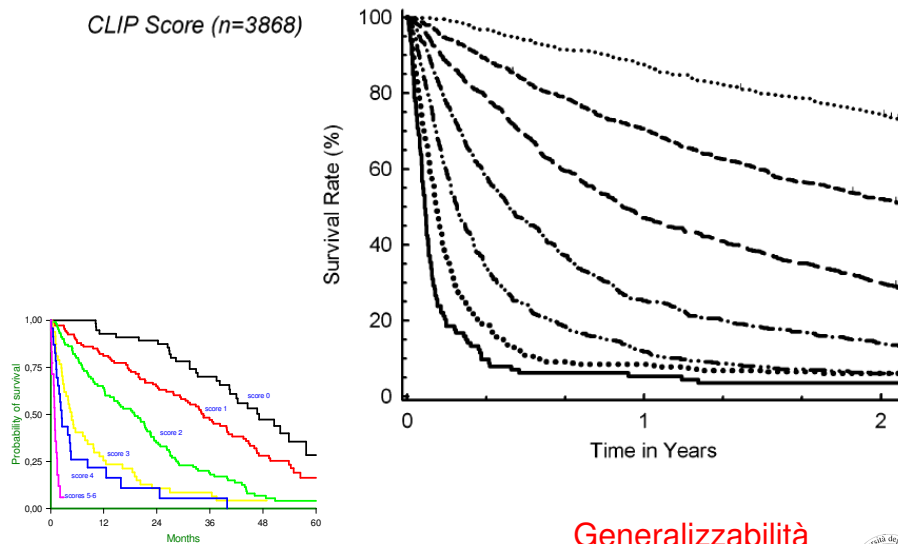 CLIP Score (n=3868)
100
80
60
40
20
0
Survival Rate (%)
0
1
2
Time in Years
1,00
0,75
0,50
0,25
0,00
Probability of survival
score 0
score 1
score 2
score 3
score 4
scores 5-6
0
12
24
36
48
60
Months
Generalizzabilità